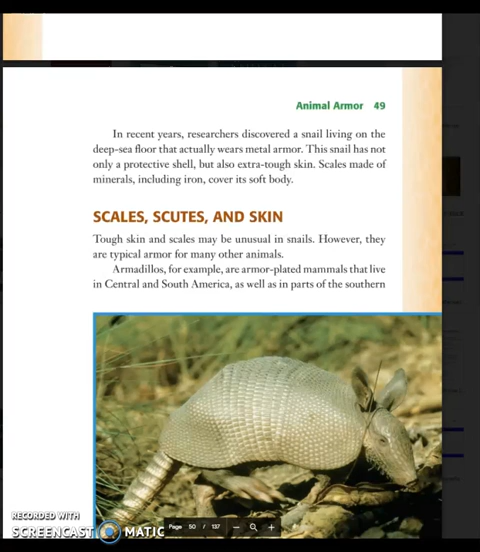 Animal Armor 49
In recent years, researchers discovered a snail living on the
deep-sea floor that actually wears metal armor. This snail has not
only a protective shell, but also extra-tough skin. Scales made of
minerals, including iron, cover its soft body.
SCALES, SCUTES, AND SKIN
Tough skin and scales may be unusual in snails. However, they
are typical armor for many other animals.
Armadillos, for example, are armor-plated mammals that live
in Central and South America, as well as in parts of the southern
RECORDED WITH
SCREENCAST MATIC
Page 50 / 137